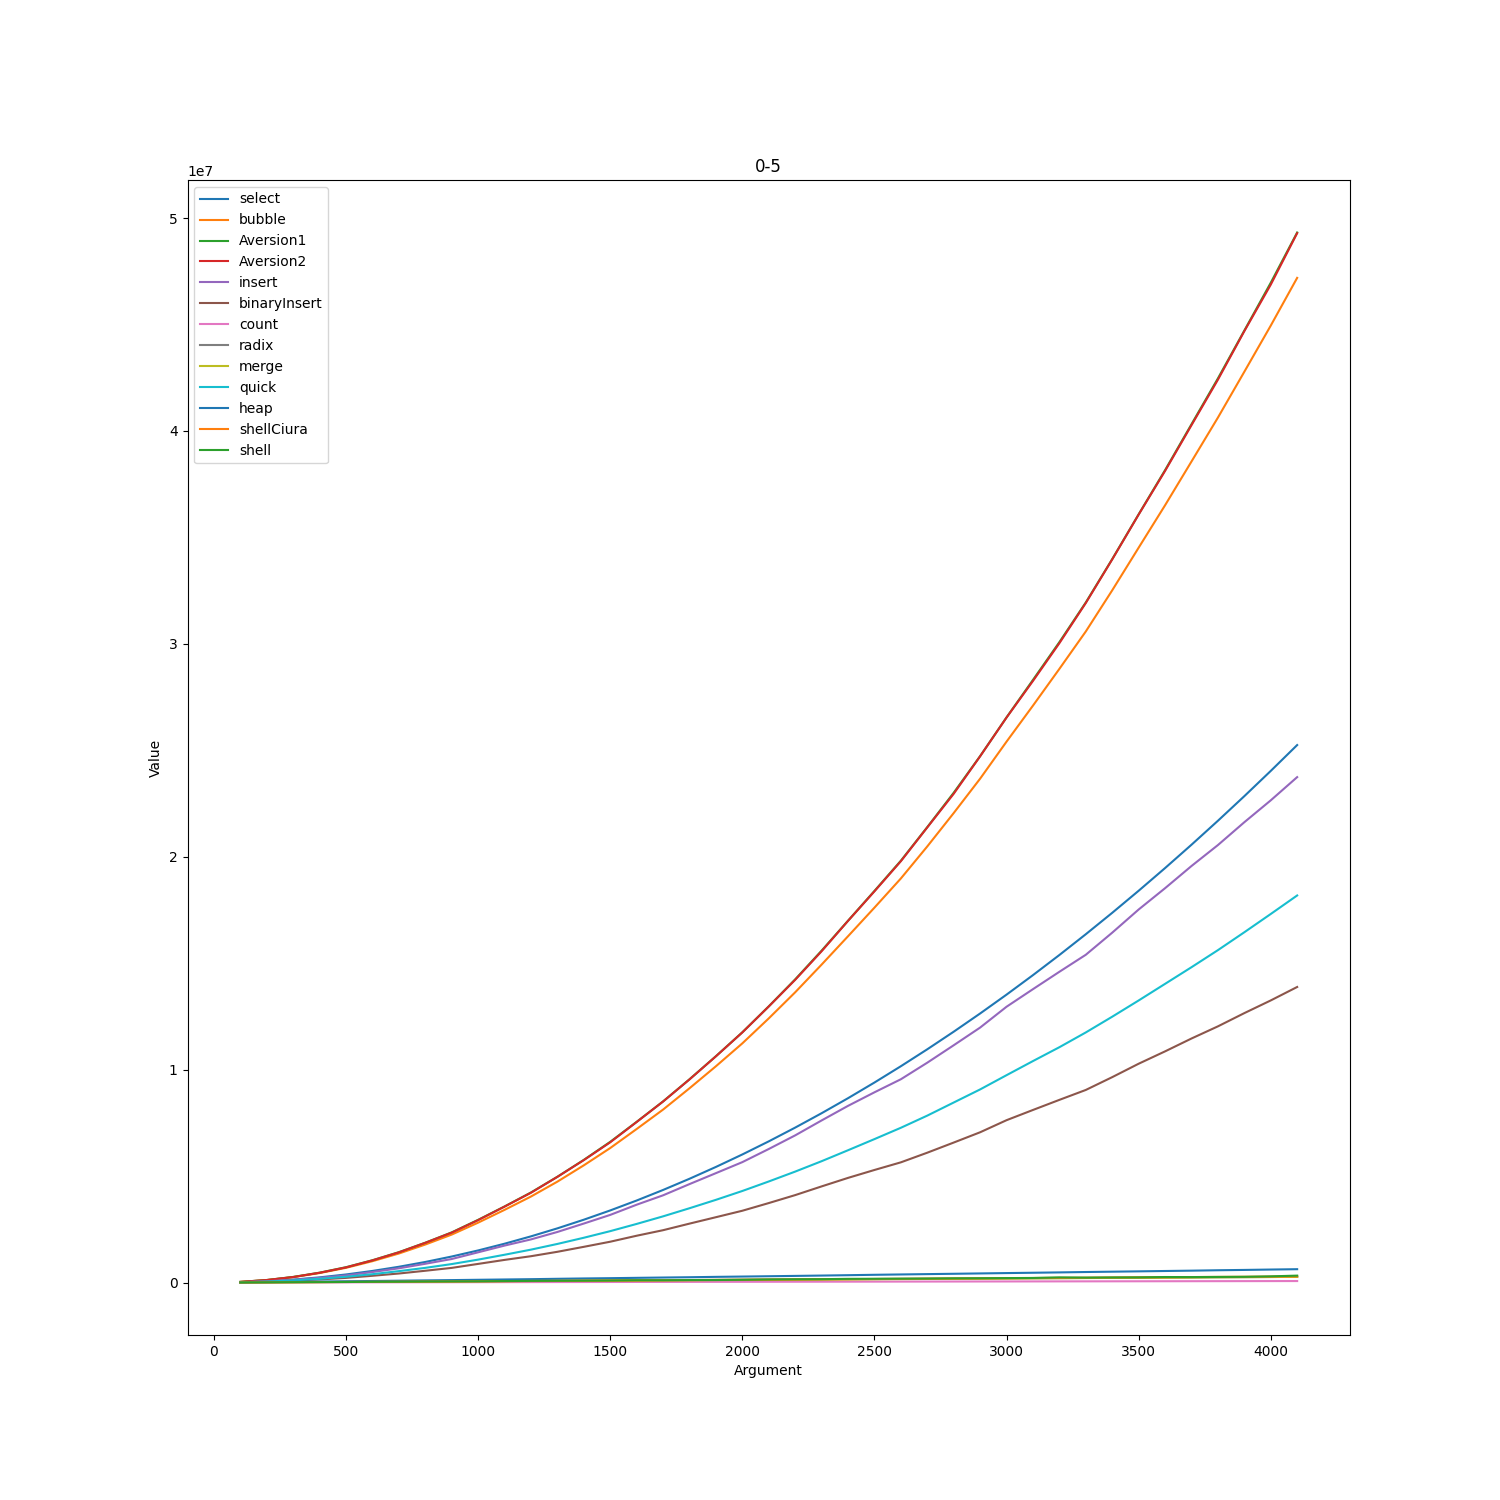 0-5
1e7
select
bubble
Aversion1
Aversion2
insert
binaryInsert
count
radix
merge
quick
heap
shellCiura
shell
5
4
3
2
1
0
Value
0 500 1000 1500 2000 2500 3000 3500 4000
Argument